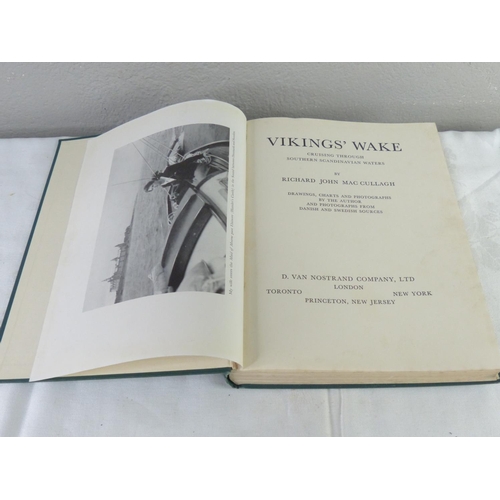 VIKINGS' WAKE
CRUISING THROUGH
SOUTHERN SCANDINAVIAN WATERS
BY
RICHARD JOHN MAC CULLAGH
DRAWINGS, CHARTS AND PHOTOGRAPHS
BY THE AUTHOR
AND PHOTOGRAPHS FROM
DANISH AND SWEDISH SOURCES
D. VAN NOSTRAND COMPANY, LTD
LONDON
TORONTO NEW YORK
PRINCETON, NEW JERSEY